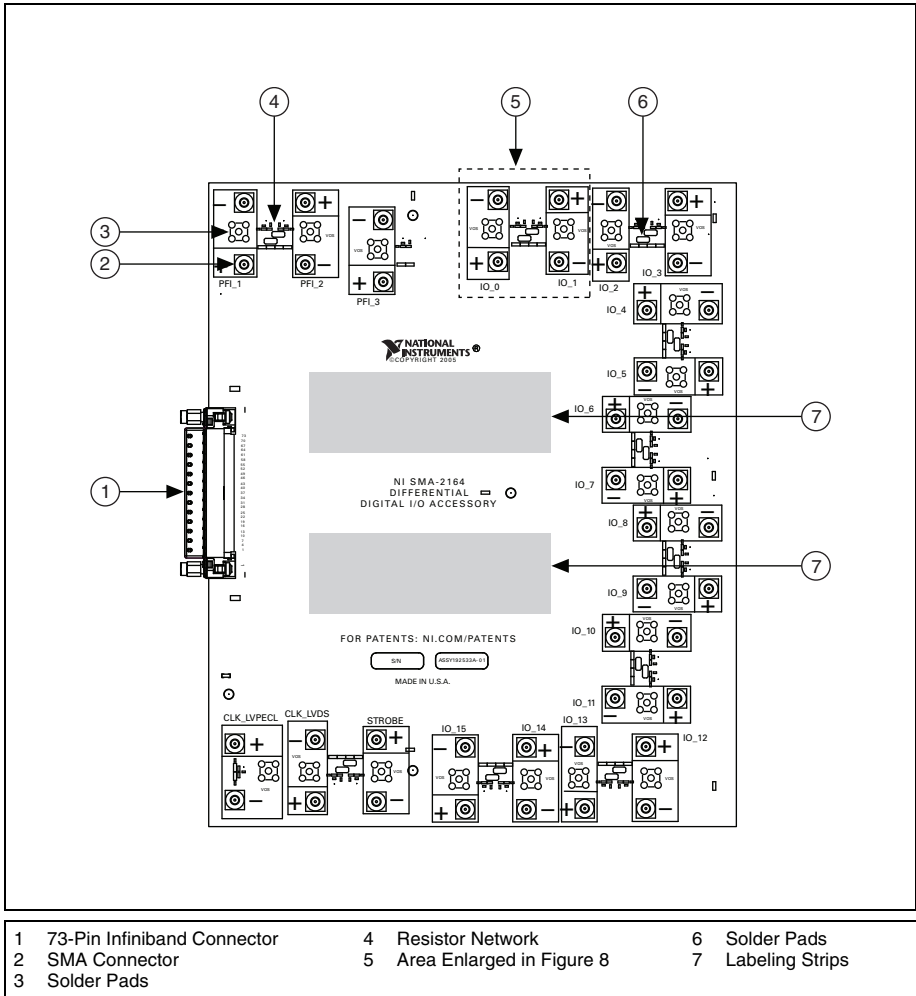 4
5
6
3
2
PFI_1
PFI_2
PFI_3
IO_0
IO_1
IO_2
IO_3
IO_4
IO_5
NATIONAL
INSTRUMENTS ®
©COPYRIGHT 2005
IO_6
7
1
NI SMA-2164
DIFFERENTIAL
DIGITAL I/O ACCESSORY
IO_7
IO_8
7
IO_9
FOR PATENTS: NI.COM/PATENTS
IO_10
S/N
ASSY192533A-01
MADE IN U.S.A.
IO_11
CLK_LVPECL
CLK_LVDS
STROBE
IO_15
IO_14
IO_13
IO_12
1 73-Pin Infiniband Connector
2 SMA Connector
3 Solder Pads
4 Resistor Network
5 Area Enlarged in Figure 8
6 Solder Pads
7 Labeling Strips